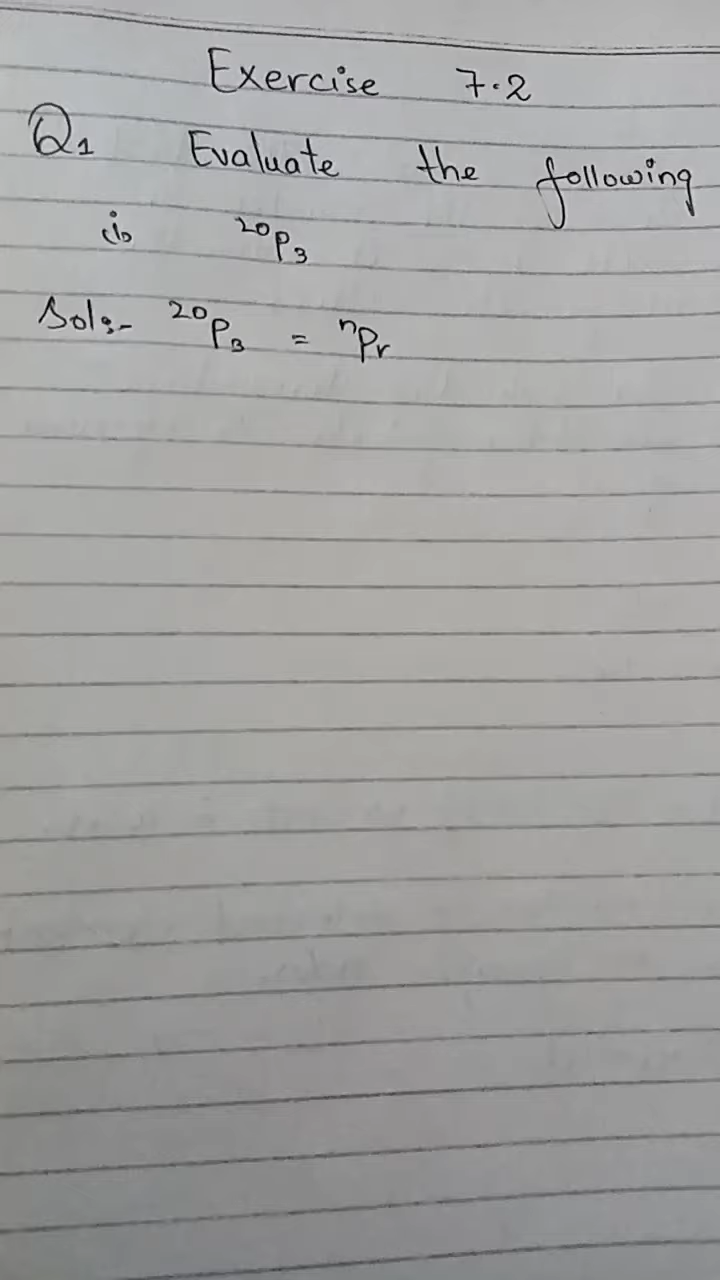 Exercise 7.2
Q1 Evaluate the following
(i) ²⁰P₃
Sol:- ²⁰P₃ = ⁿPr